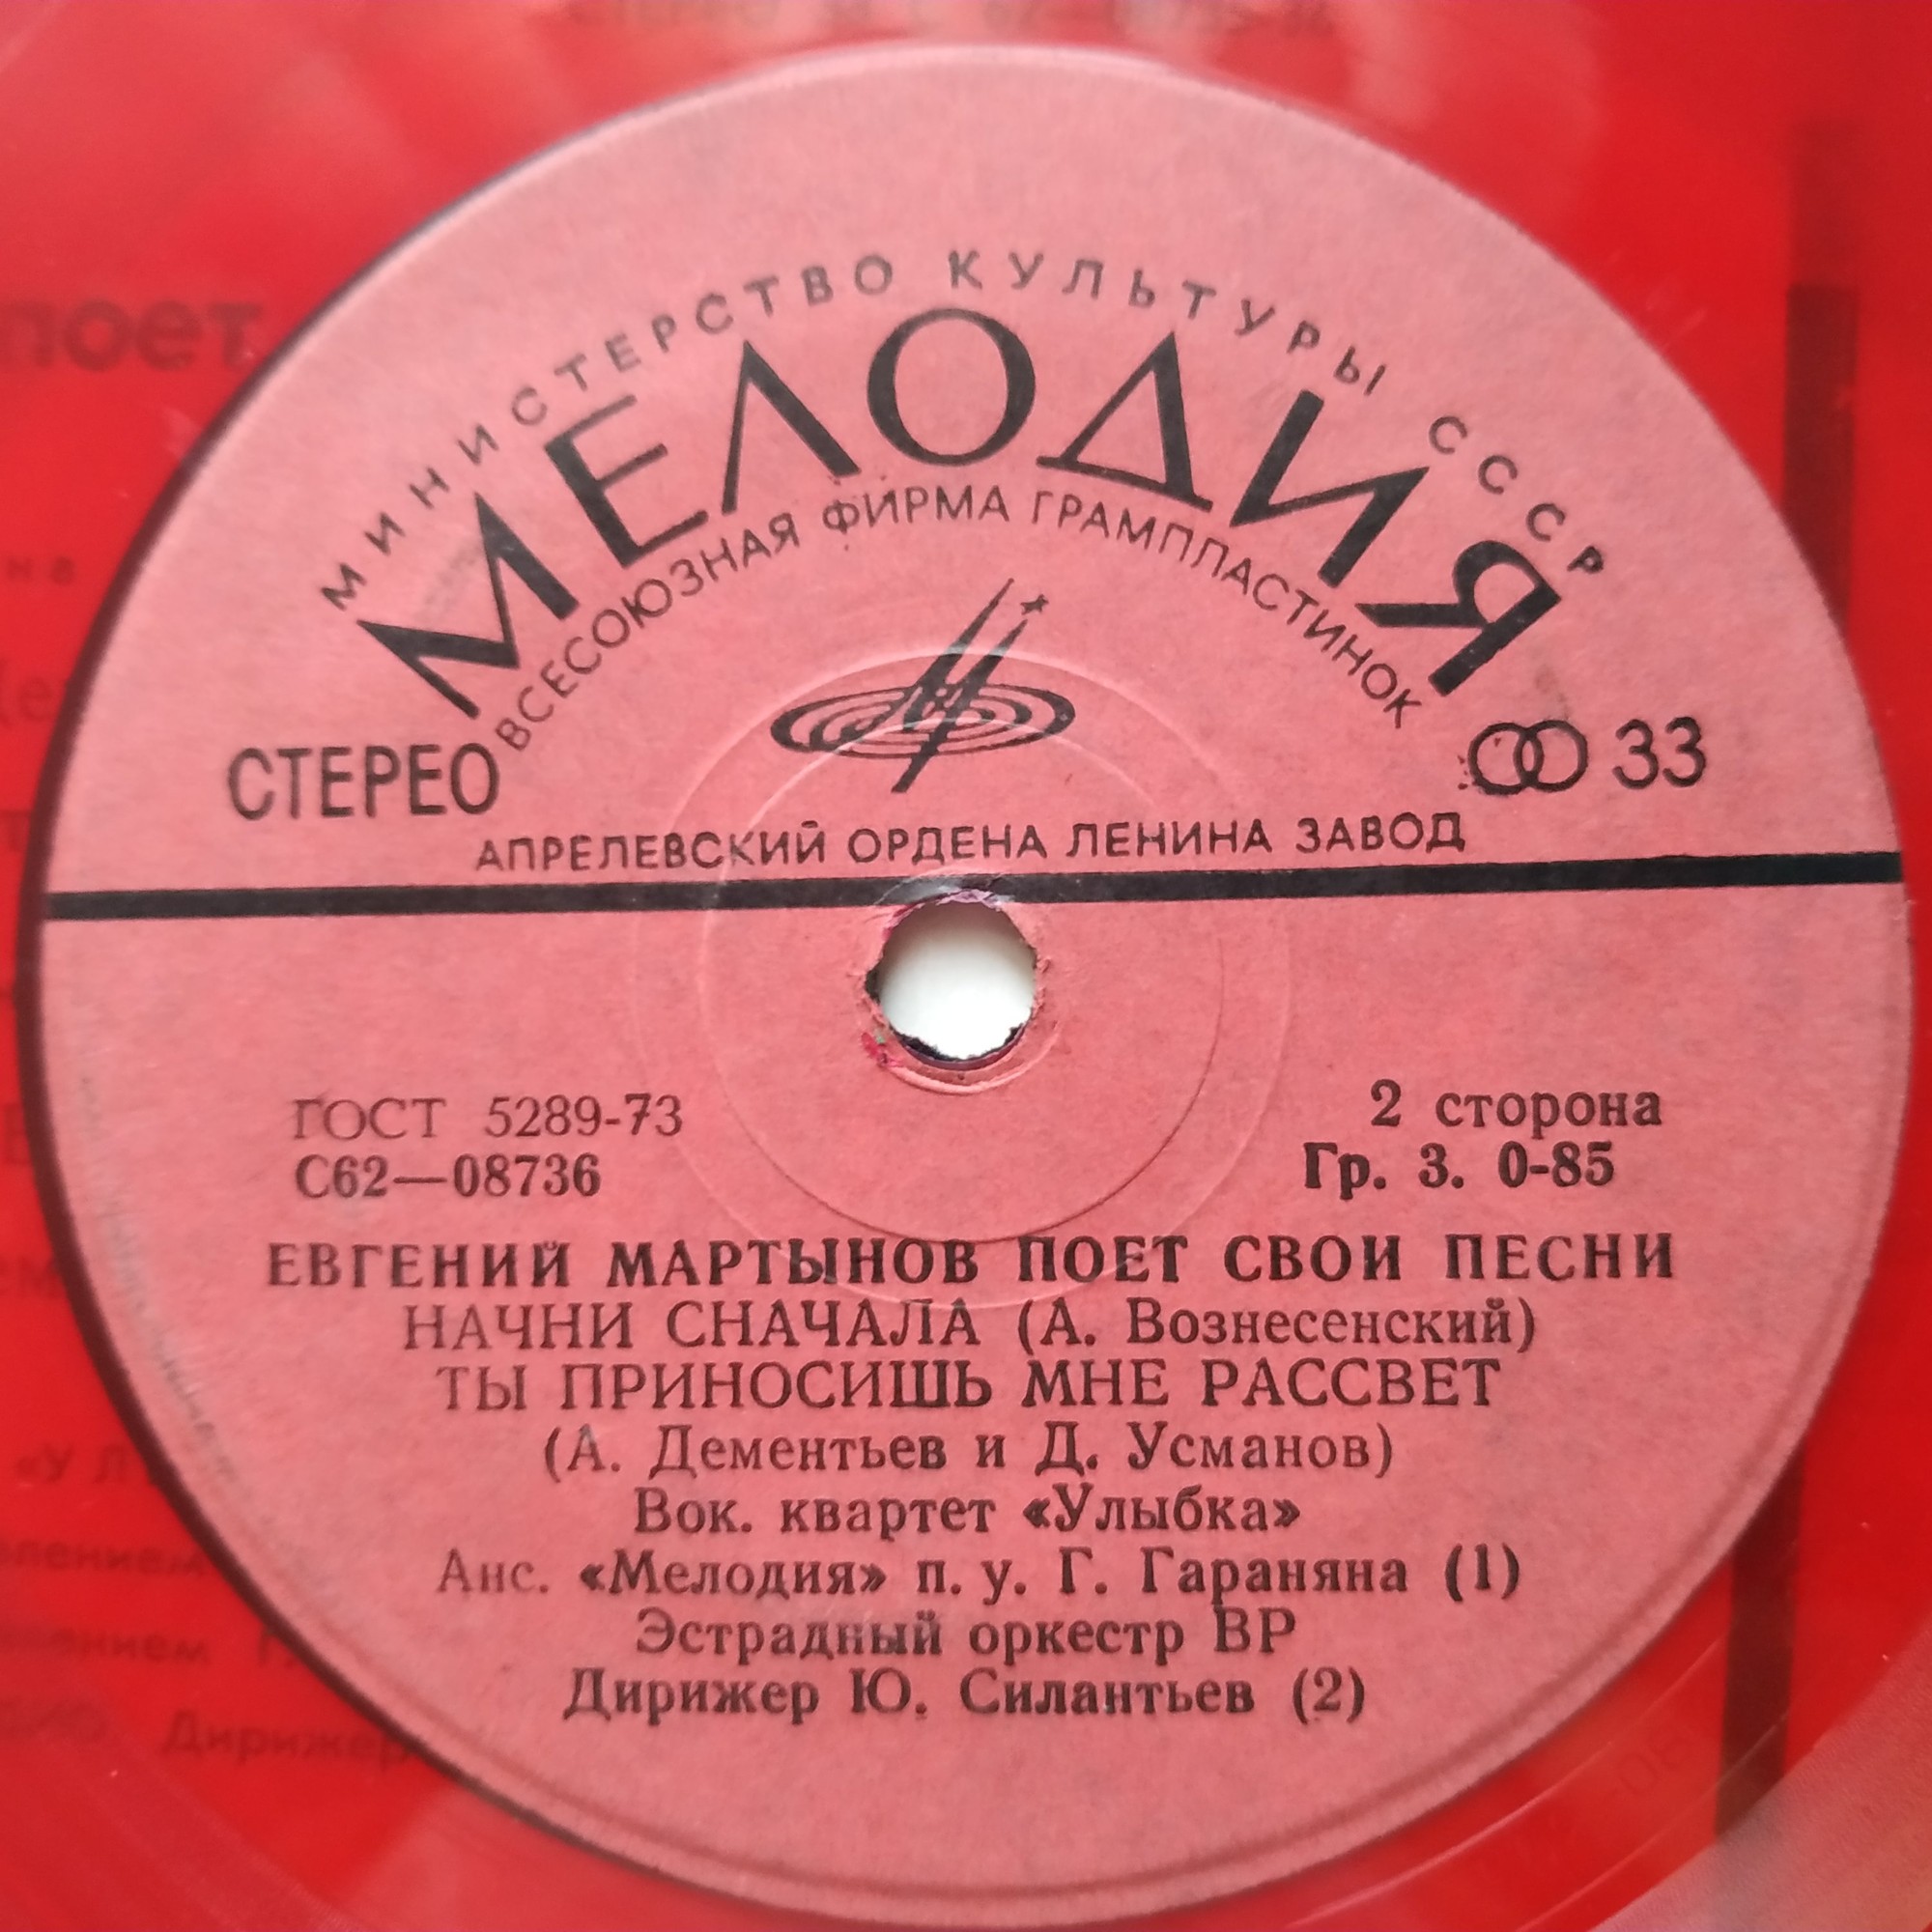 МИНИСТЕРСТВО КУЛЬТУРЫ СССР
МЕЛОДИЯ
ВСЕСОЮЗНАЯ ФИРМА ГРАМПЛАСТИНОК
СТЕРЕО
33
АПРЕЛЕВСКИЙ ОРДЕНА ЛЕНИНА ЗАВОД
ГОСТ 5289-73
2 сторона
С62—08736
Гр. 3. 0-85
ЕВГЕНИЙ МАРТЫНОВ ПОЕТ СВОИ ПЕСНИ
НАЧНИ СНАЧАЛА (А. Вознесенский)
ТЫ ПРИНОСИШЬ МНЕ РАССВЕТ
(А. Дементьев и Д. Усманов)
Вок. квартет «Улыбка»
Анс. «Мелодия» п. у. Г. Гараняна (1)
Эстрадный оркестр ВР
Дирижер Ю. Силантьев (2)
поет
Дирижер